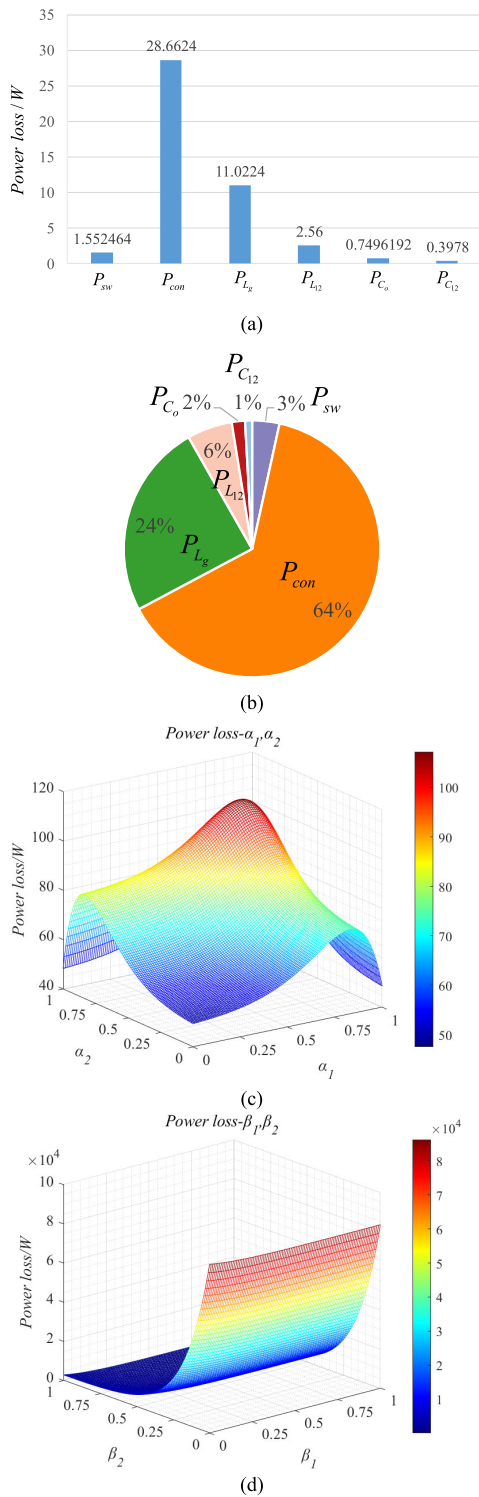 35
30
25
20
15
10
5
0
Power loss / W
1.552464
28.6624
11.0224
2.56
0.7496192
0.3978
P_sw P_con P_Lg P_L12 P_Co P_C12
(a)
P_C12
P_Co 2% 1% 3% P_sw
6%
P_L12
24%
P_Lg
P_con
64%
(b)
Power loss-α1,α2
120
100
80
60
40
Power loss/W
1 0.75 0.5 0.25 0
α2
0 0.25 0.5 0.75 1
α1
100
90
80
70
60
50
(c)
Power loss-β1,β2
×10⁴
10
8
6
4
2
0
Power loss/W
1 0.75 0.5 0.25 0
β2
0 0.25 0.5 0.75 1
β1
×10⁴
8
7
6
5
4
3
2
1
(d)